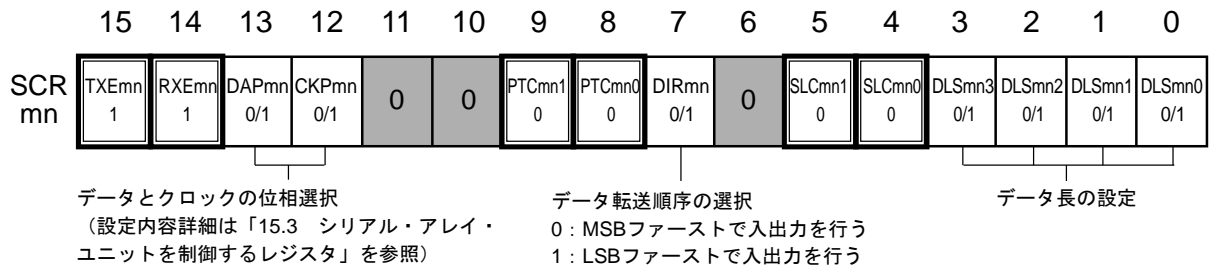 15 14 13 12 11 10 9 8 7 6 5 4 3 2 1 0
SCR
mn
TXEmn RXEmn DAPmn CKPmn 0 0 PTCmn1 PTCmn0 DIRmn 0 SLCmn1 SLCmn0 DLSmn3 DLSmn2 DLSmn1 DLSmn0
1 1 0/1 0/1 0 0 0/1 0 0 0/1 0/1 0/1 0/1
データとクロックの位相選択
（設定内容詳細は「15.3　シリアル・アレイ・
ユニットを制御するレジスタ」を参照）
データ転送順序の選択
0：MSBファーストで入出力を行う
1：LSBファーストで入出力を行う
データ長の設定